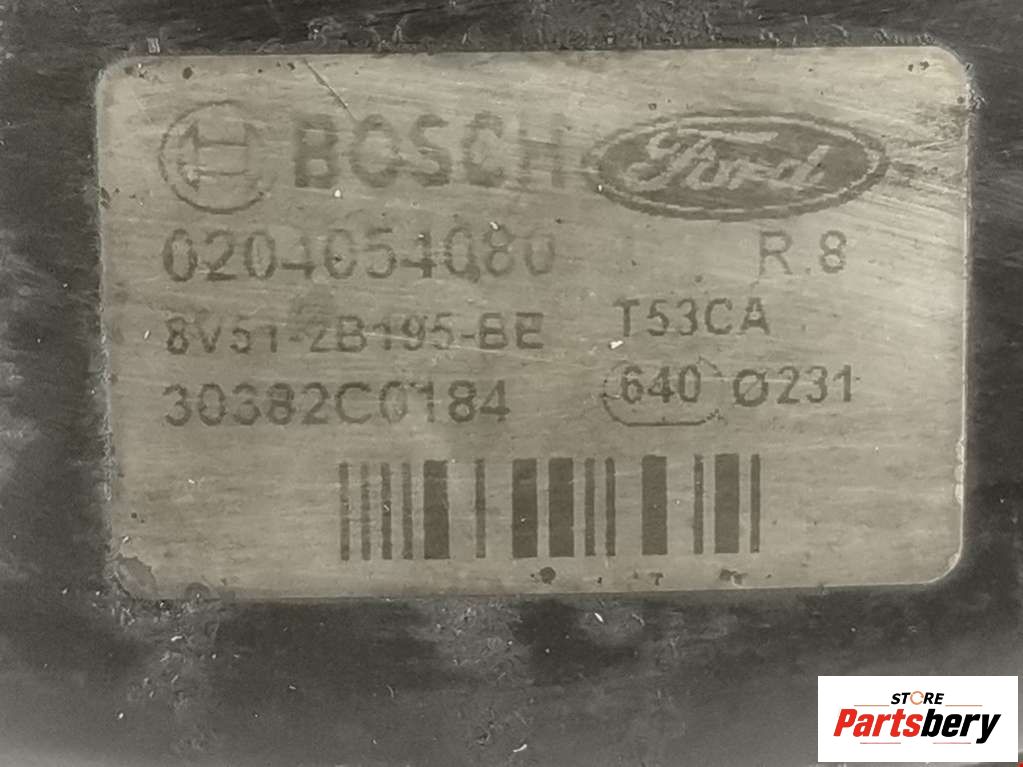 BOSCH Ford
0204054080 R.8
8V51-2B195-BE T53CA
30382C0184 640 Ø231
STORE
Partsbery